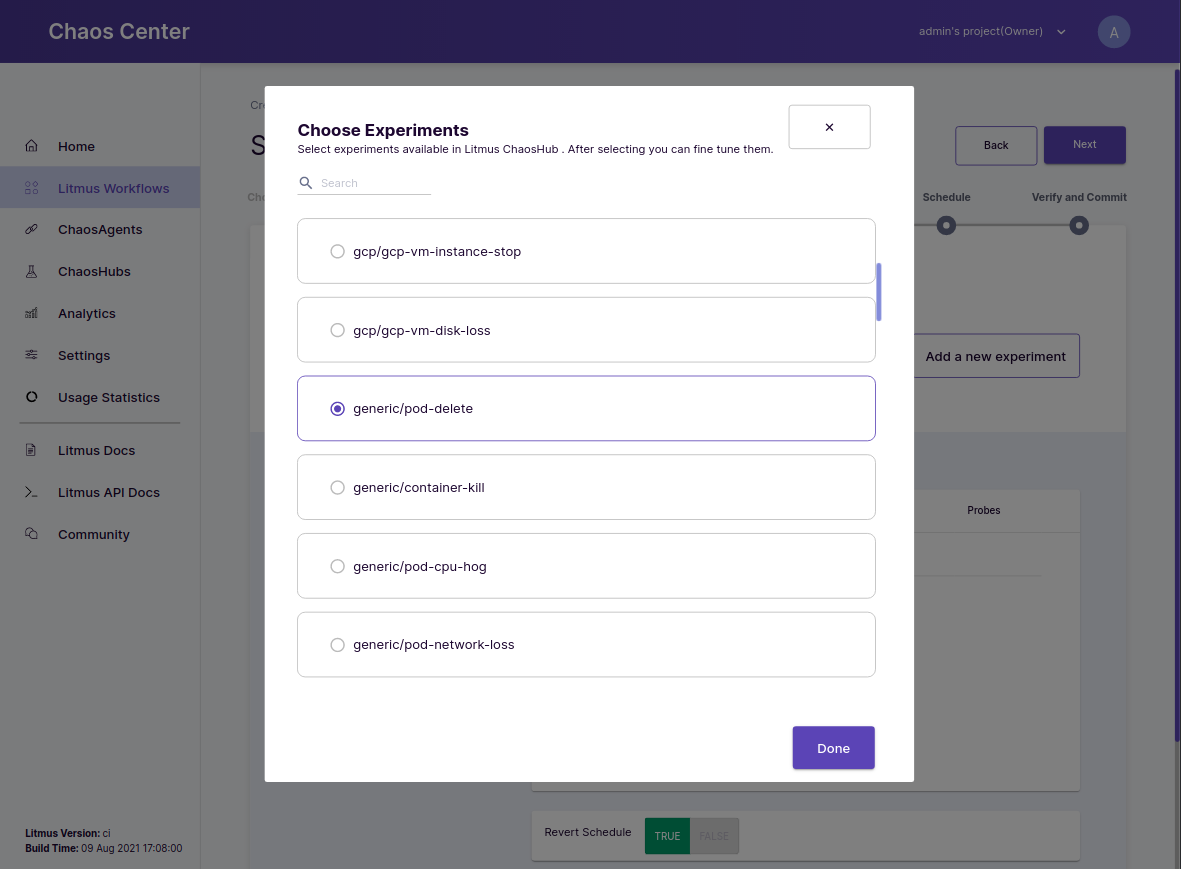 Chaos Center
admin's project(Owner)
A
Home
Litmus Workflows
ChaosAgents
ChaosHubs
Analytics
Settings
Usage Statistics
Litmus Docs
Litmus API Docs
Community
Litmus Version: ci
Build Time: 09 Aug 2021 17:08:00
Back
Next
Schedule
Verify and Commit
Choose Experiments
Select experiments available in Litmus ChaosHub . After selecting you can fine tune them.
Search
gcp/gcp-vm-instance-stop
gcp/gcp-vm-disk-loss
generic/pod-delete
generic/container-kill
generic/pod-cpu-hog
generic/pod-network-loss
Done
Add a new experiment
Probes
Revert Schedule
TRUE
FALSE